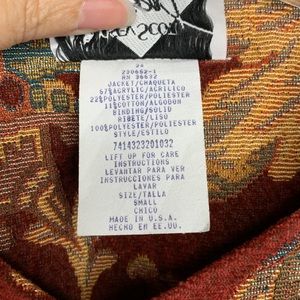 24
230652-1
RN 36632
JACKET/CHAQUETA
57%ACRYLIC/ACRILICO
22%POLYESTER/POLIESTER
11%COTTON/ALGODON
BINDING/SOLID
RIBETE/LISO
100%POLYESTER/POLIESTER
STYLE/ESTILO
7414323201032
LIFT UP FOR CARE
INSTRUCTIONS
LEVANTAR PARA VER
INSTRUCCIONES PARA
LAVAR
SIZE/TALLA
SMALL
CHICO
MADE IN U.S.A.
HECHO EN EE.UU.